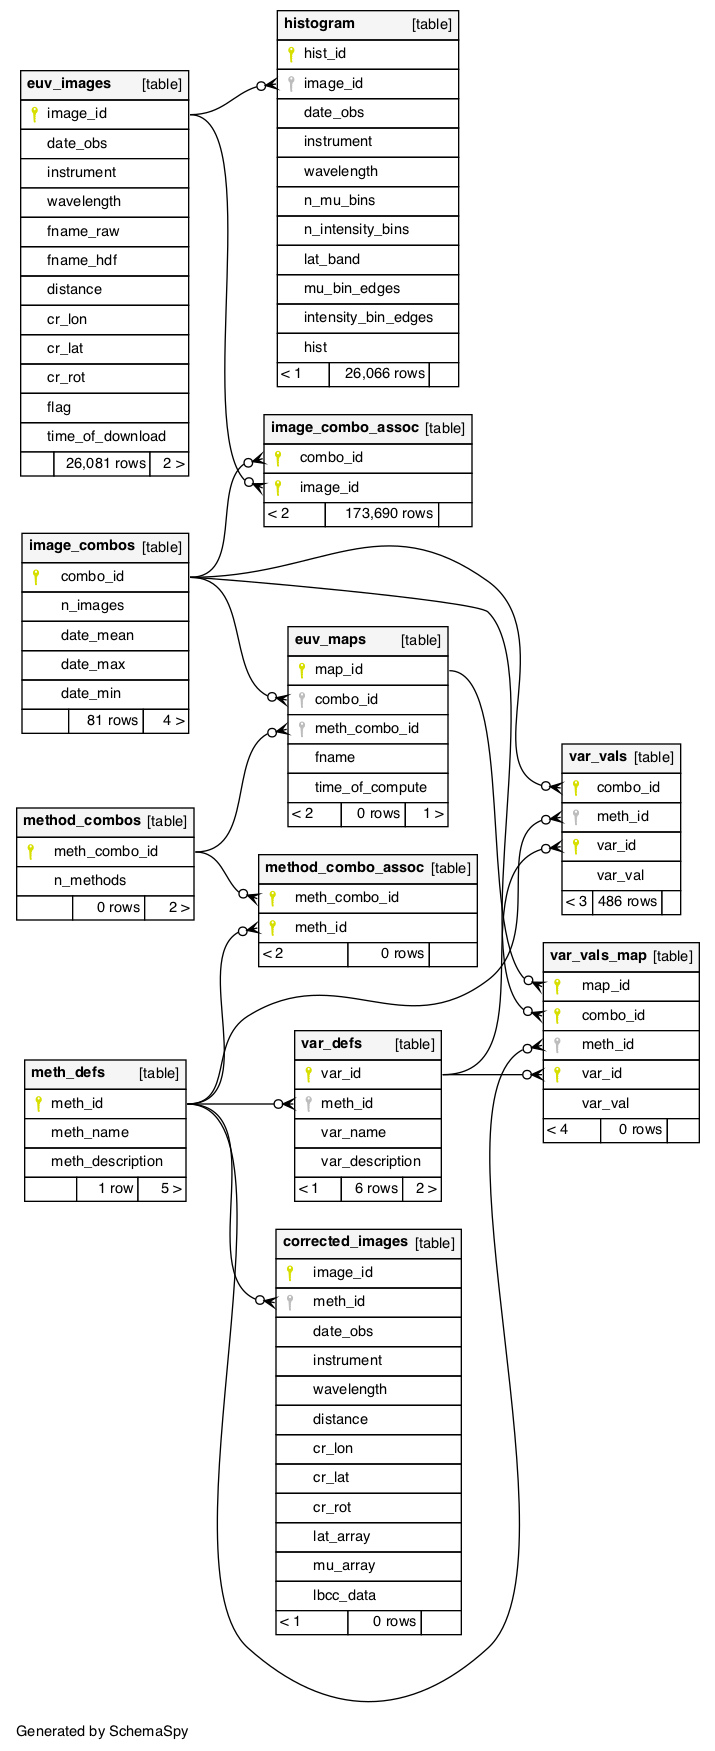 histogram [table]
hist_id
image_id
date_obs
instrument
wavelength
n_mu_bins
n_intensity_bins
lat_band
mu_bin_edges
intensity_bin_edges
hist
< 1 26,066 rows
euv_images [table]
image_id
date_obs
instrument
wavelength
fname_raw
fname_hdf
distance
cr_lon
cr_lat
cr_rot
flag
time_of_download
26,081 rows 2 >
image_combo_assoc [table]
combo_id
image_id
< 2 173,690 rows
image_combos [table]
combo_id
n_images
date_mean
date_max
date_min
81 rows 4 >
euv_maps [table]
map_id
combo_id
meth_combo_id
fname
time_of_compute
< 2 0 rows 1 >
var_vals [table]
combo_id
meth_id
var_id
var_val
< 3 486 rows
method_combos [table]
meth_combo_id
n_methods
0 rows 2 >
method_combo_assoc [table]
meth_combo_id
meth_id
< 2 0 rows
var_vals_map [table]
map_id
combo_id
meth_id
var_id
var_val
< 4 0 rows
meth_defs [table]
meth_id
meth_name
meth_description
1 row 5 >
var_defs [table]
var_id
meth_id
var_name
var_description
< 1 6 rows 2 >
corrected_images [table]
image_id
meth_id
date_obs
instrument
wavelength
distance
cr_lon
cr_lat
cr_rot
lat_array
mu_array
lbcc_data
< 1 0 rows
Generated by SchemaSpy